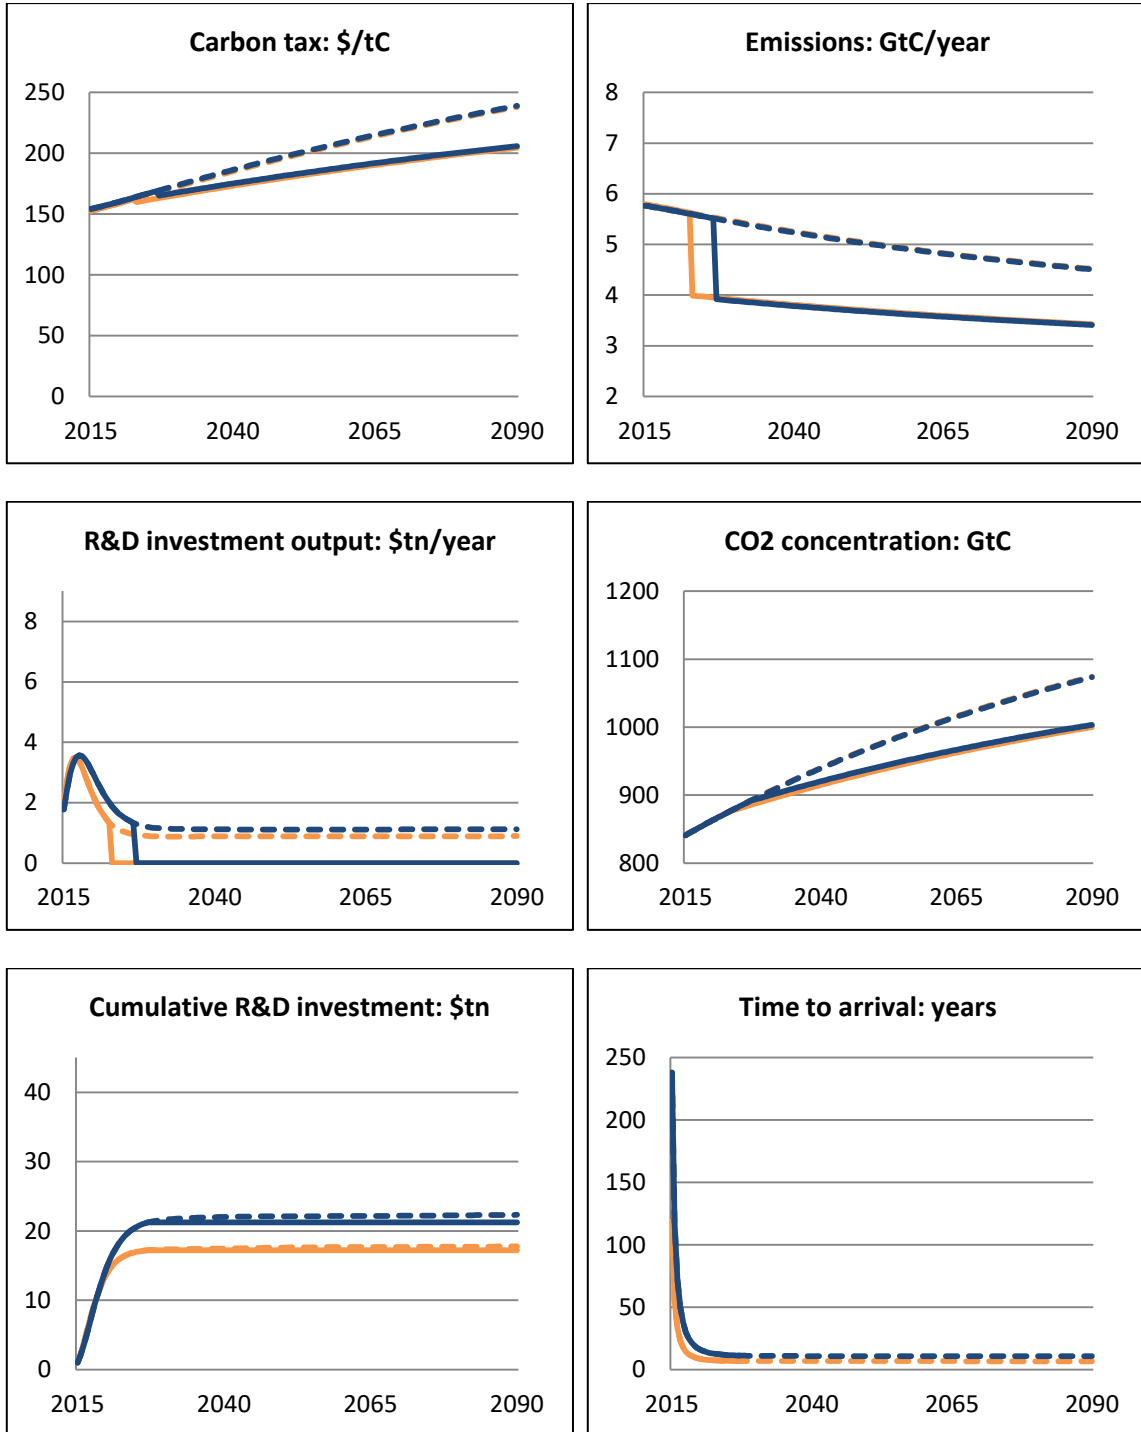 Carbon tax: $/tC
250
200
150
100
50
0
2015 2040 2065 2090
Emissions: GtC/year
8
7
6
5
4
3
2
2015 2040 2065 2090
R&D investment output: $tn/year
8
6
4
2
0
2015 2040 2065 2090
CO2 concentration: GtC
1200
1100
1000
900
800
2015 2040 2065 2090
Cumulative R&D investment: $tn
40
30
20
10
0
2015 2040 2065 2090
Time to arrival: years
250
200
150
100
50
0
2015 2040 2065 2090